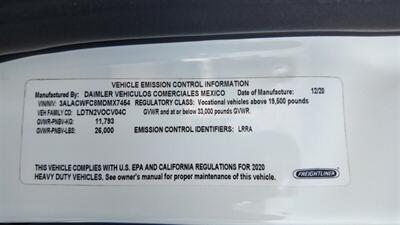 VEHICLE EMISSION CONTROL INFORMATION
Manufactured By: DAIMLER VEHICULOS COMERCIALES MEXICO Date of Manufacture: 12/20
VIN/NIV: 3ALACWFC8MDMX7464 REGULATORY CLASS: Vocational vehicles above 19,500 pounds
VEH FAMILY CD: LDTN2VOCV04C GVWR and at or below 33,000 pounds GVWR.
GVWR-PNBV-KG: 11,793
GVWR-PNBV-LBS: 26,000 EMISSION CONTROL IDENTIFIERS: LRRA
THIS VEHICLE COMPLIES WITH U.S. EPA AND CALIFORNIA REGULATIONS FOR 2020
HEAVY DUTY VEHICLES. See owner's manual for proper maintenance of this vehicle.
FREIGHTLINER